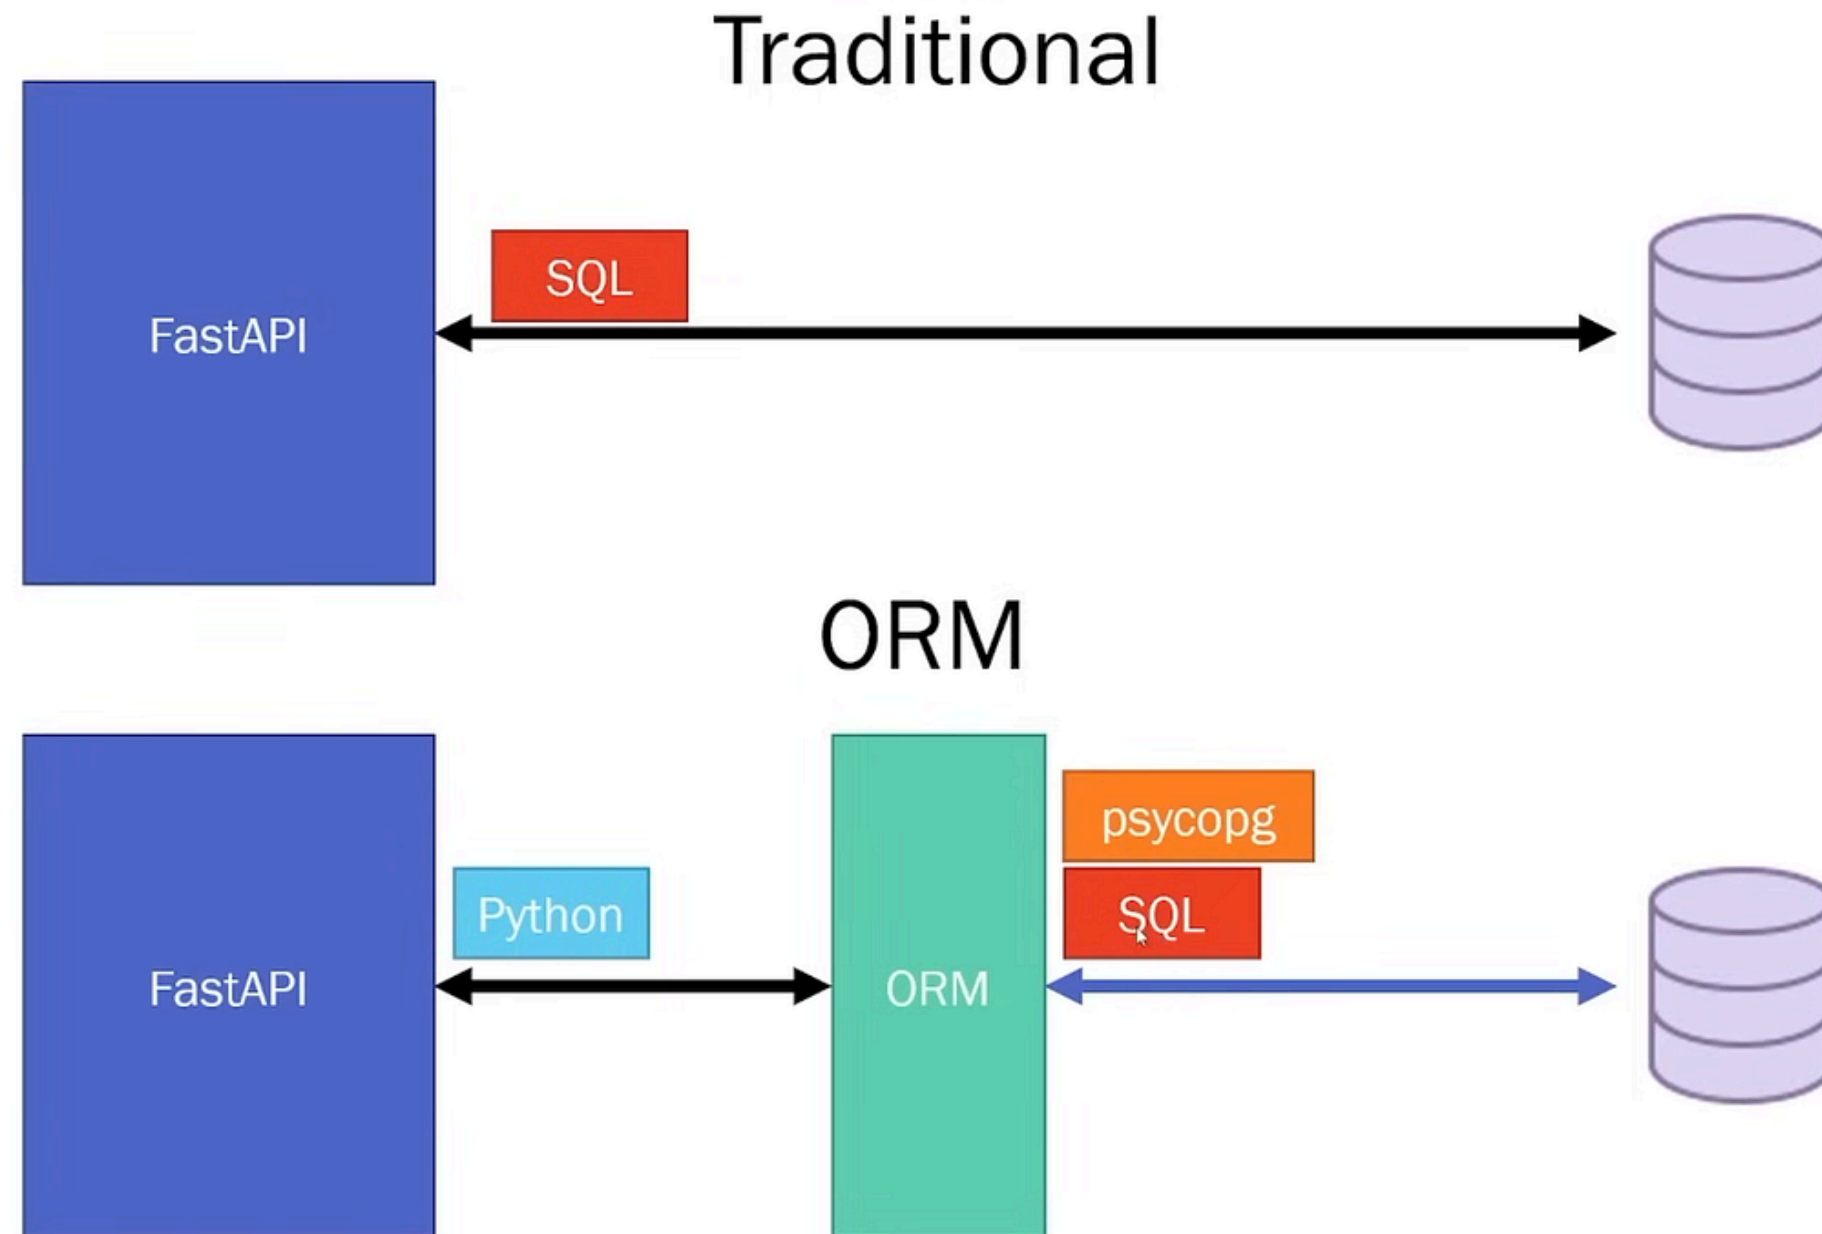 Traditional
SQL
FastAPI
ORM
psycopg
Python
SQL
FastAPI
ORM